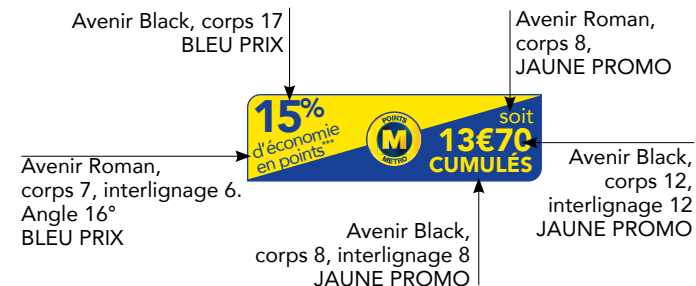 Avenir Black, corps 17
BLEU PRIX
Avenir Roman,
corps 8,
JAUNE PROMO
15%
d'économie
en points***
POINTS
M
METRO
soit
13€70
CUMULÉS
Avenir Roman,
corps 7, interlignage 6.
Angle 16°
BLEU PRIX
Avenir Black,
corps 12,
interlignage 12
JAUNE PROMO
Avenir Black,
corps 8, interlignage 8
JAUNE PROMO